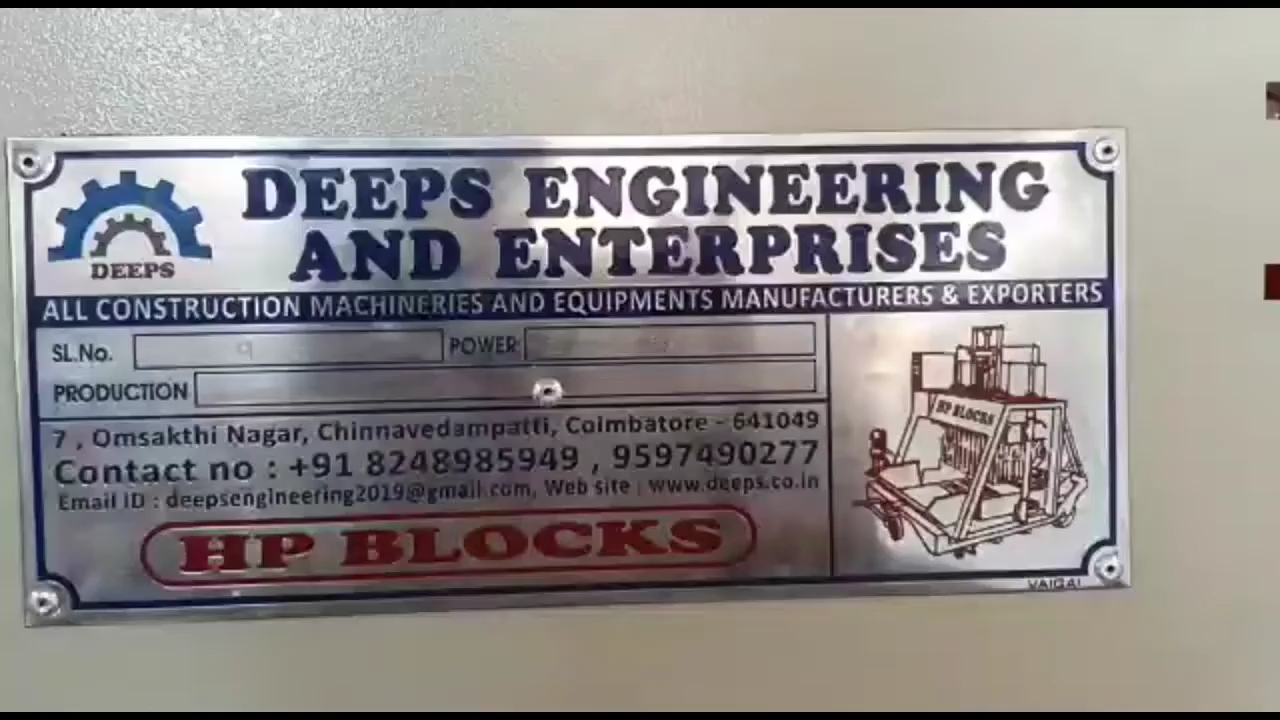 DEEPS
DEEPS ENGINEERING
AND ENTERPRISES
ALL CONSTRUCTION MACHINERIES AND EQUIPMENTS MANUFACTURERS & EXPORTERS
SL.No. POWER:
PRODUCTION
7 , Omsakthi Nagar, Chinnavedampatti, Coimbatore - 641049
Contact no : +91 8248985949 , 9597490277
Email ID : deepsengineering2019@gmail.com, Web site : www.deeps.co.in
HP BLOCKS
HP BLOCKS
VAIGAI